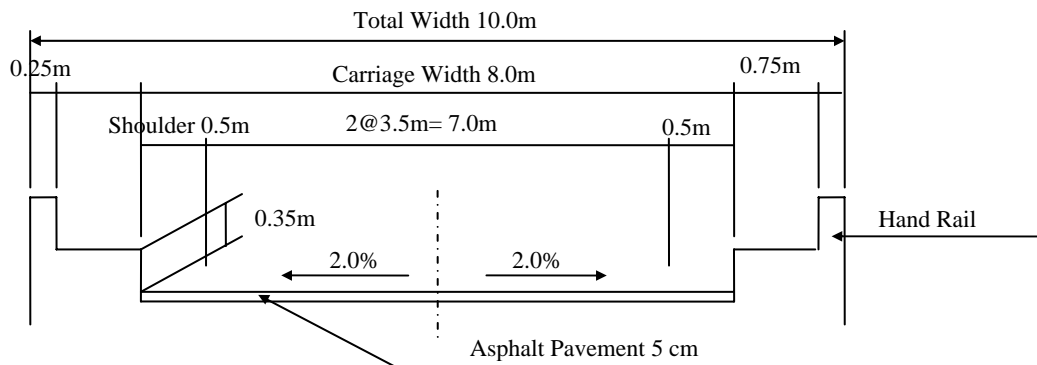 Total Width 10.0m
0.25m
Carriage Width 8.0m
0.75m
Shoulder 0.5m
2@3.5m= 7.0m
0.5m
0.35m
Hand Rail
2.0%
2.0%
Asphalt Pavement 5 cm